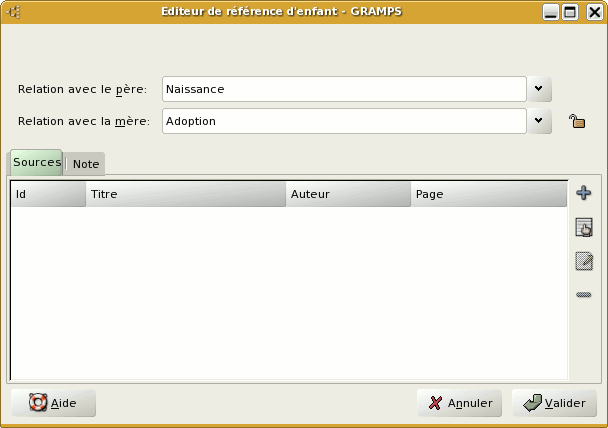 Editeur de référence d'enfant - GRAMPS
Relation avec le père: Naissance
Relation avec la mère: Adoption
Sources Note
Id Titre Auteur Page
Aide Annuler Valider